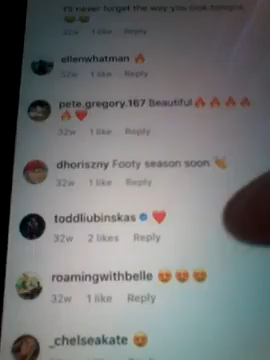 I'll never forget the way you look tonight
32w 1 like Reply
ellenwhatman 🔥
32w 1 like Reply
pete.gregory.167 Beautiful🔥🔥🔥🔥
🔥❤️
32w 1 like Reply
dhoriszny Footy season soon 👏
32w 1 like Reply
toddliubinskas ❤️
32w 2 likes Reply
roamingwithbelle 😍😍😍
32w 1 like Reply
_chelseakate 😍